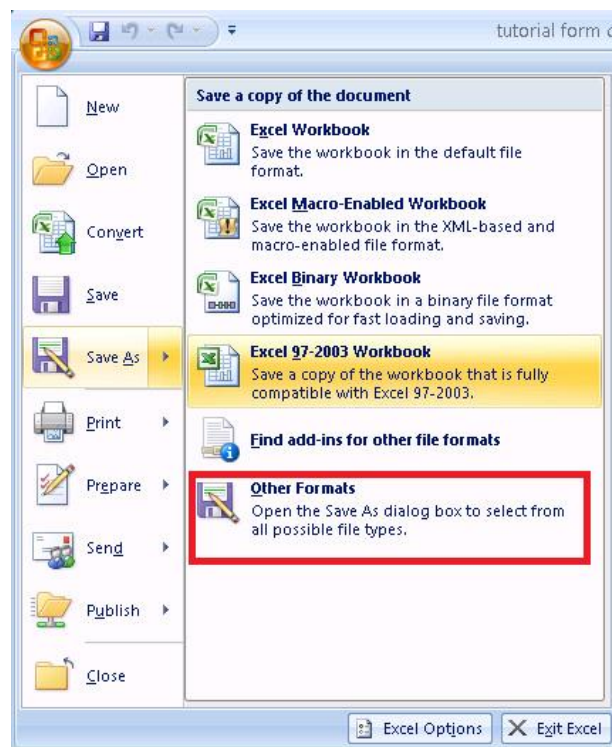 tutorial form
New
Open
Convert
Save
Save As
Print
Prepare
Send
Publish
Close
Save a copy of the document
Excel Workbook
Save the workbook in the default file
format.
Excel Macro-Enabled Workbook
Save the workbook in the XML-based and
macro-enabled file format.
Excel Binary Workbook
Save the workbook in a binary file format
optimized for fast loading and saving.
Excel 97-2003 Workbook
Save a copy of the workbook that is fully
compatible with Excel 97-2003.
Find add-ins for other file formats
Other Formats
Open the Save As dialog box to select from
all possible file types.
Excel Options
Exit Excel